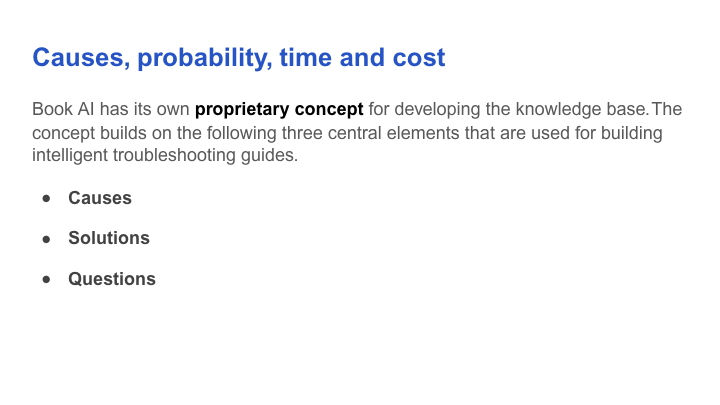 Causes, probability, time and cost
Book AI has its own proprietary concept for developing the knowledge base. The
concept builds on the following three central elements that are used for building
intelligent troubleshooting guides.
● Causes
● Solutions
● Questions